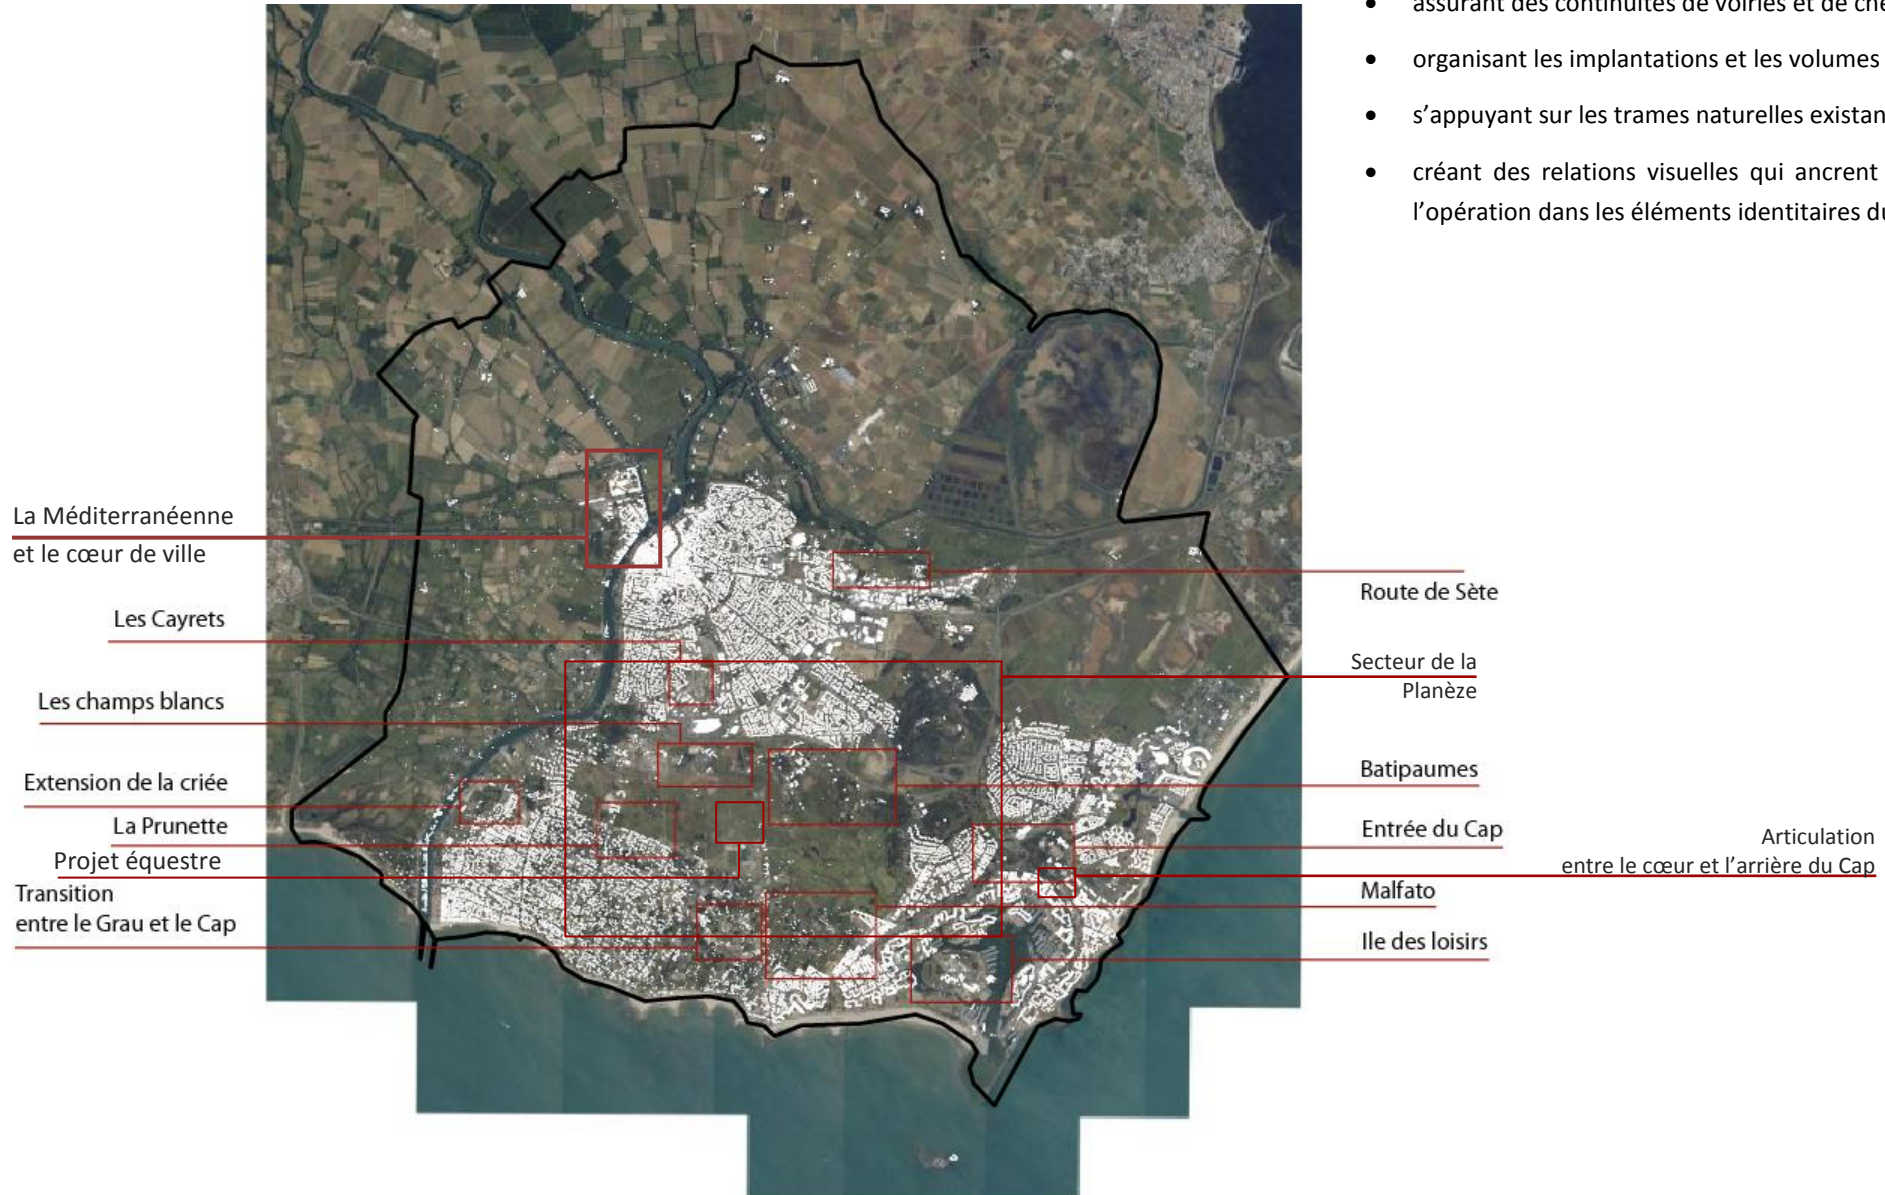 assurant des continuités de voiries et de
organisant les implantations et les volumes
s'appuyant sur les trames naturelles
créant des relations visuelles qui ancrent
l'opération dans les éléments identitaires
La Méditerranéenne
et le cœur de ville
Les Cayrets
Les champs blancs
Extension de la criée
La Prunette
Projet équestre
Transition
entre le Grau et le Cap
Route de Sète
Secteur de la
Planèze
Batipaumes
Entrée du Cap
Articulation
entre le cœur et l'arrière du Cap
Malfato
Ile des loisirs